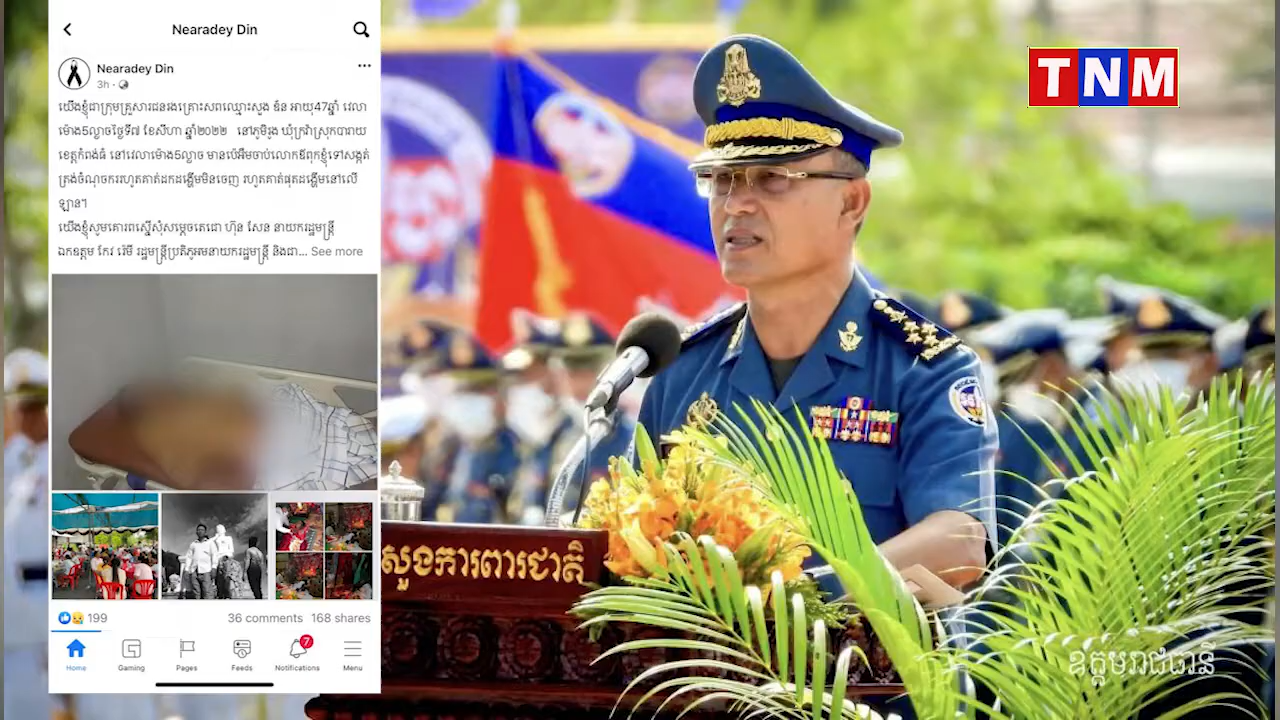 Nearadey Din
Nearadey Din
3h
យើងខ្ញុំជាក្រុមគ្រួសារជនរងគ្រោះសពឈ្មោះសួង ឌន អាយុ47ឆ្នាំ វេលា
ម៉ោង5ល្ងាចថ្ងៃទី៧ ខែសីហា ឆ្នាំ២០២២ នៅភូមិរូង ឃុំក្រវ៉ាស្រុកបារាយ
ខេត្តកំពង់ធំ នៅវេលាម៉ោង5ល្ងាច មានប៉េអឹមចាប់លោកឪពុកខ្ញុំទៅសង្កត់
ត្រង់ចំណុចករហូតគាត់ដកដង្ហើមមិនចេញ រហូតគាត់ផុតដង្ហើមនៅលើ
ឡាន។
យើងខ្ញុំសូមគោរពស្នើសុំសម្តេចតេជោ ហ៊ុន សែន នាយករដ្ឋមន្ត្រី
ឯកឧត្តម កែវ រ៉េមី រដ្ឋមន្ត្រីប្រតិភូអមនាយករដ្ឋមន្ត្រី និងជា... See more
199
36 comments 168 shares
7
Home Gaming Pages Feeds Notifications Menu
TNM
សួងការពារជាតិ
ឧត្តមរាជធានី